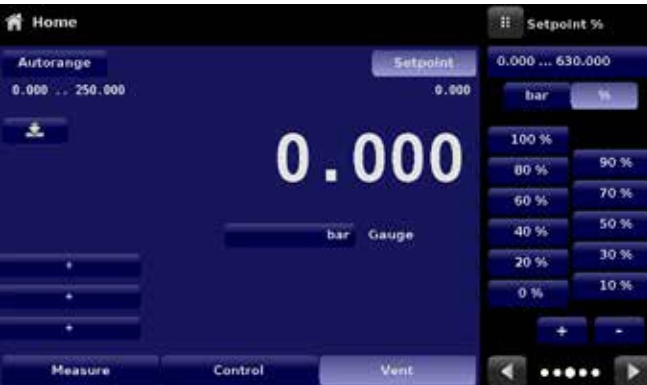 Home
Autorange
Setpoint
0.000 .. 250.000
0.000
0.000
bar Gauge
+
+
+
Measure
Control
Vent
Setpoint %
0.000 ... 630.000
bar
%
100 %
90 %
80 %
70 %
60 %
50 %
40 %
30 %
20 %
10 %
0 %
+
-